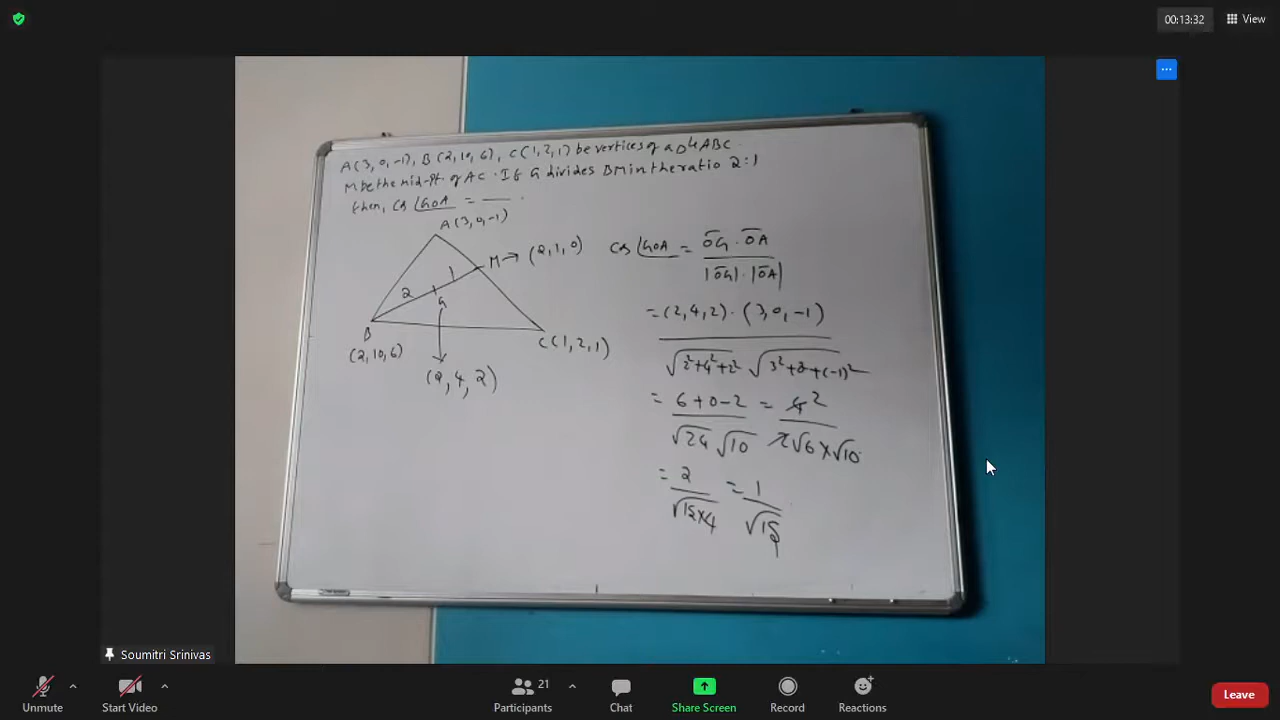 00:13:32
View
A(3, 0, -1), B(2, 10, 6), C(1, 2, 1) be vertices of a Dle ABC.
M be the mid-Pt. of AC. If G divides BM in the ratio 2:1
then, Cos ∠GOA = ___.
A(3,0,-1)
M → (2,1,0)
1
2
G
B
(2,10,6)
C(1,2,1)
(2,4,2)
Cos ∠GOA = OG . OA
|OG| . |OA|
= (2,4,2) . (3,0,-1)
√2²+4²+2² √3²+0²+(-1)²
= 6+0-2 = 4 2
√24 √10 2√6 × √10
= 2 = 1
√15×4 √15
Soumitri Srinivas
Unmute
Start Video
21
Participants
Chat
Share Screen
Record
Reactions
Leave